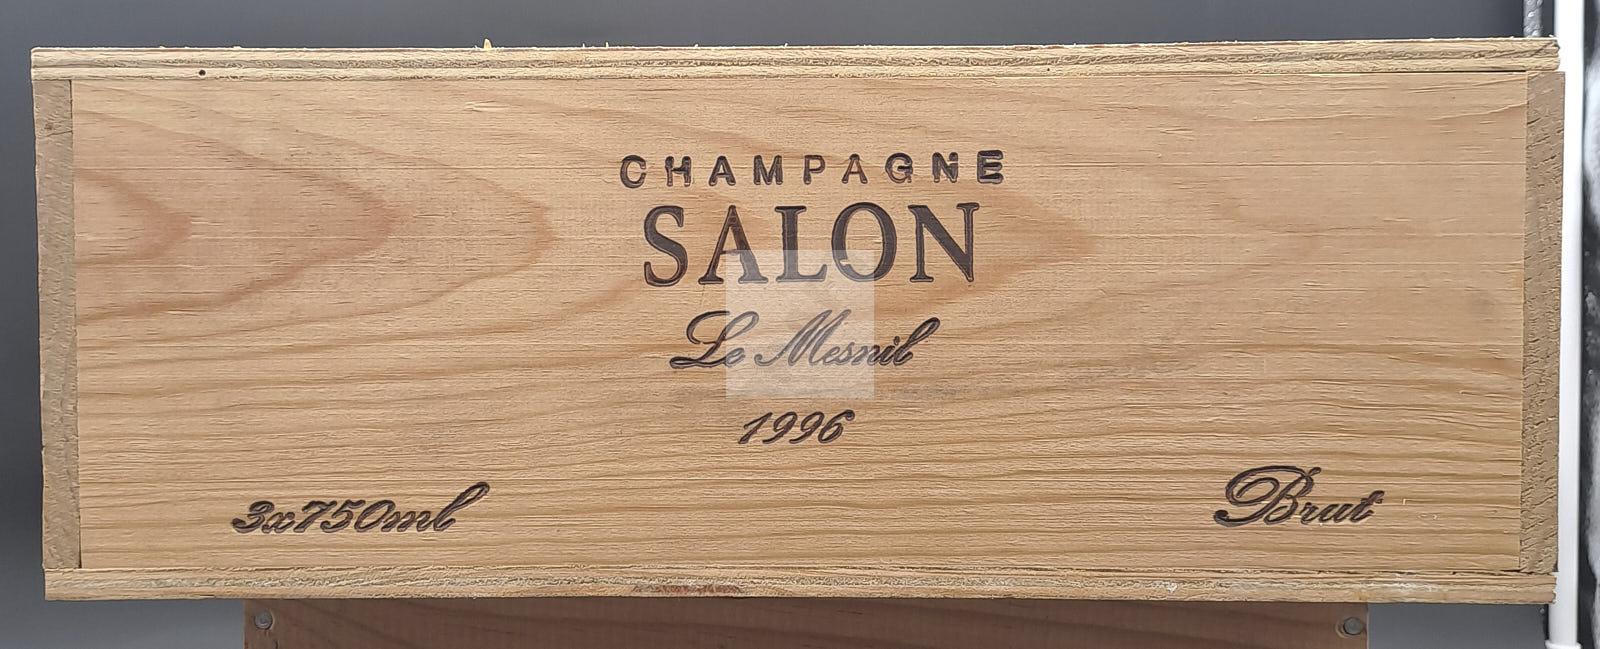 CHAMPAGNE
SALON
Le Mesnil
1996
3x750ml
Brut